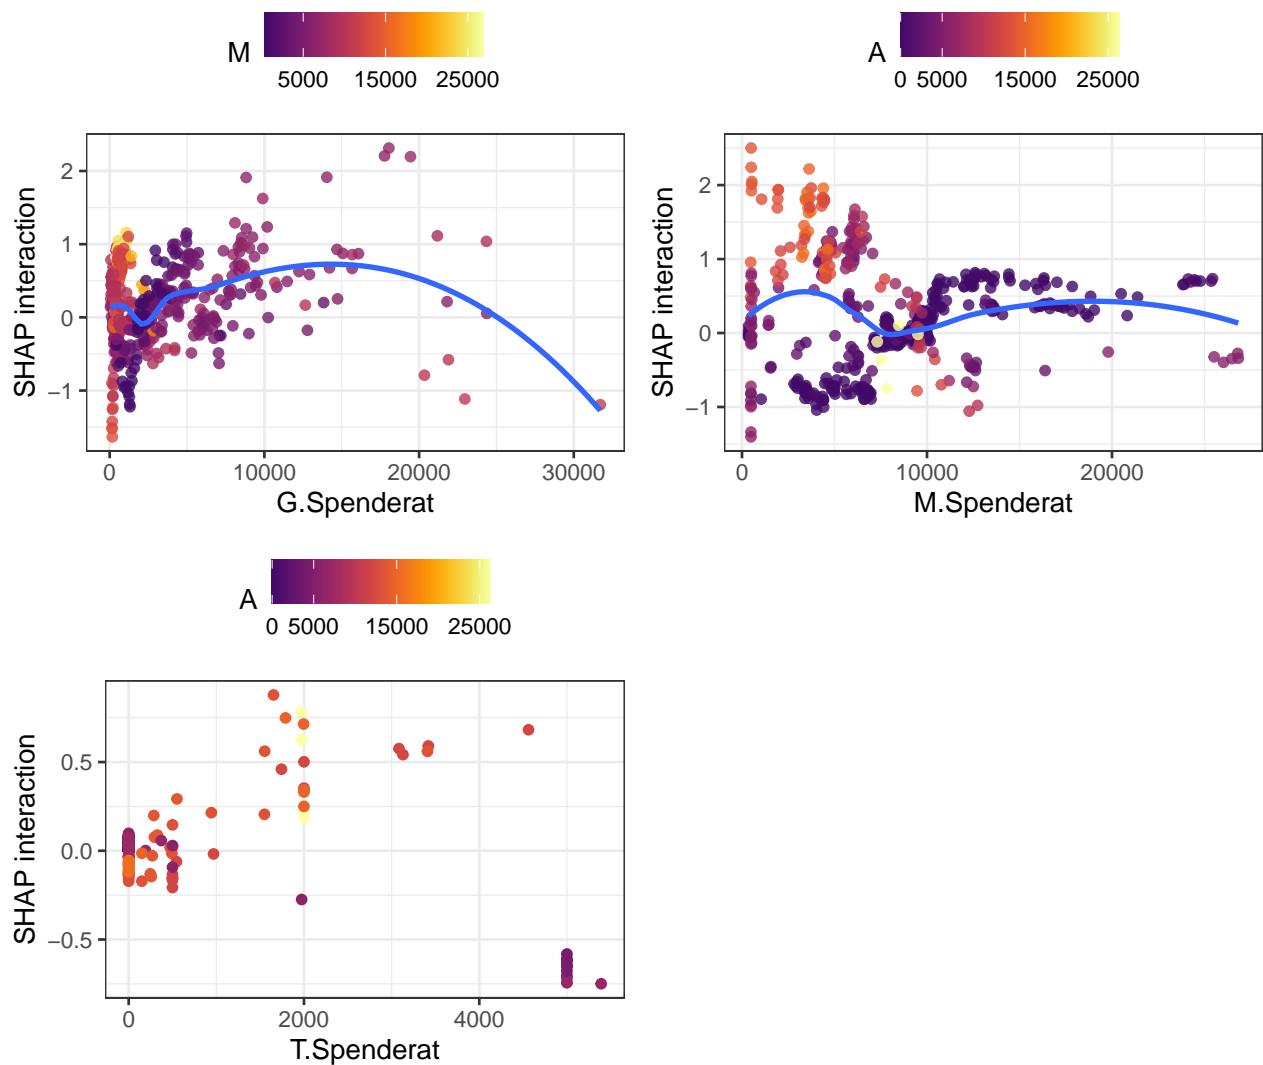 M
5000 15000 25000
SHAP interaction
2
1
0
−1
0 10000 20000 30000
G.Spenderat
A
0 5000 15000 25000
SHAP interaction
2
1
0
−1
0 10000 20000
M.Spenderat
A
0 5000 15000 25000
SHAP interaction
0.5
0.0
−0.5
0 2000 4000
T.Spenderat